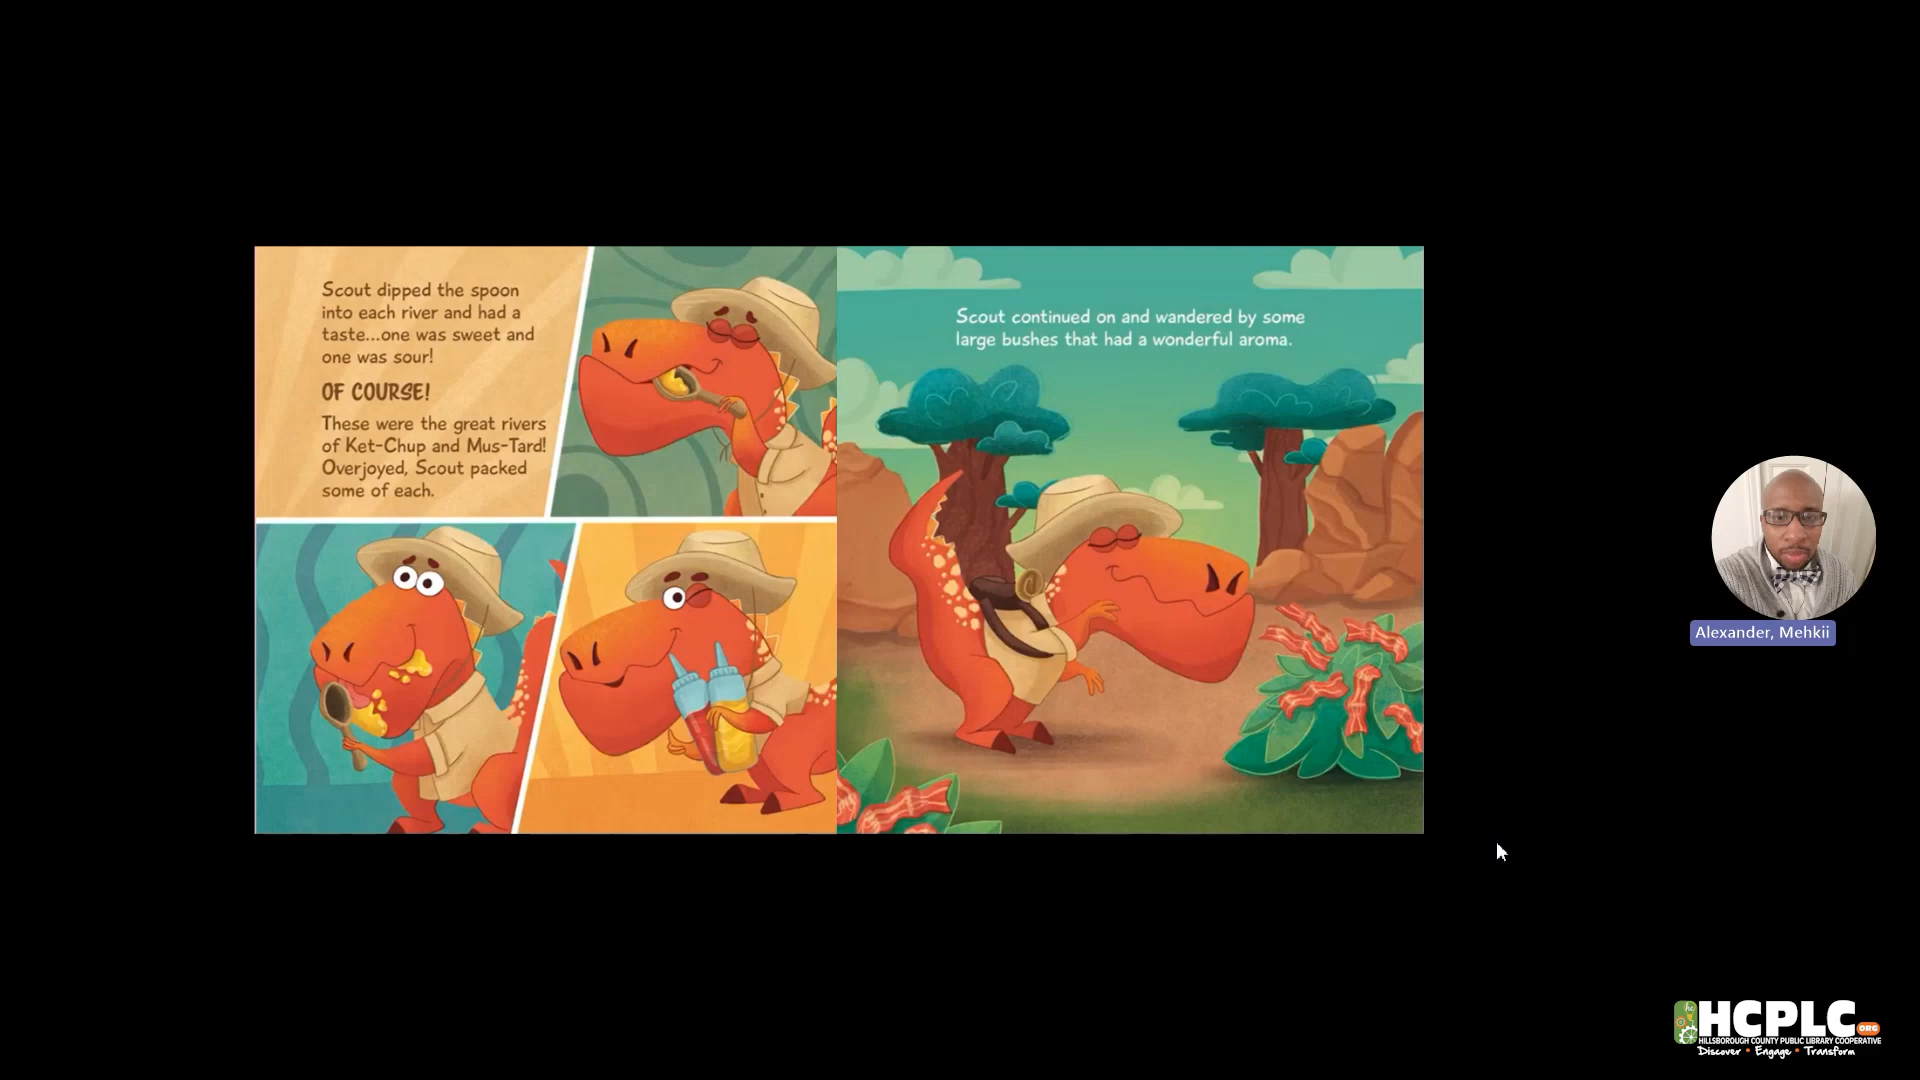 Scout dipped the spoon
into each river and had a
taste...one was sweet and
one was sour!
OF COURSE!
These were the great rivers
of Ket-Chup and Mus-Tard!
Overjoyed, Scout packed
some of each.
Scout continued on and wandered by some
large bushes that had a wonderful aroma.
Alexander, Mehkii
HCPLC.ORG
HILLSBOROUGH COUNTY PUBLIC LIBRARY COOPERATIVE
Discover • Engage • Transform